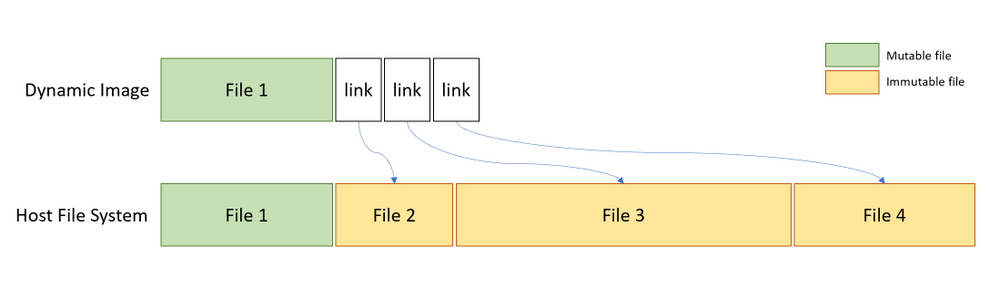 Mutable file
Immutable file
Dynamic Image
File 1
link
link
link
Host File System
File 1
File 2
File 3
File 4